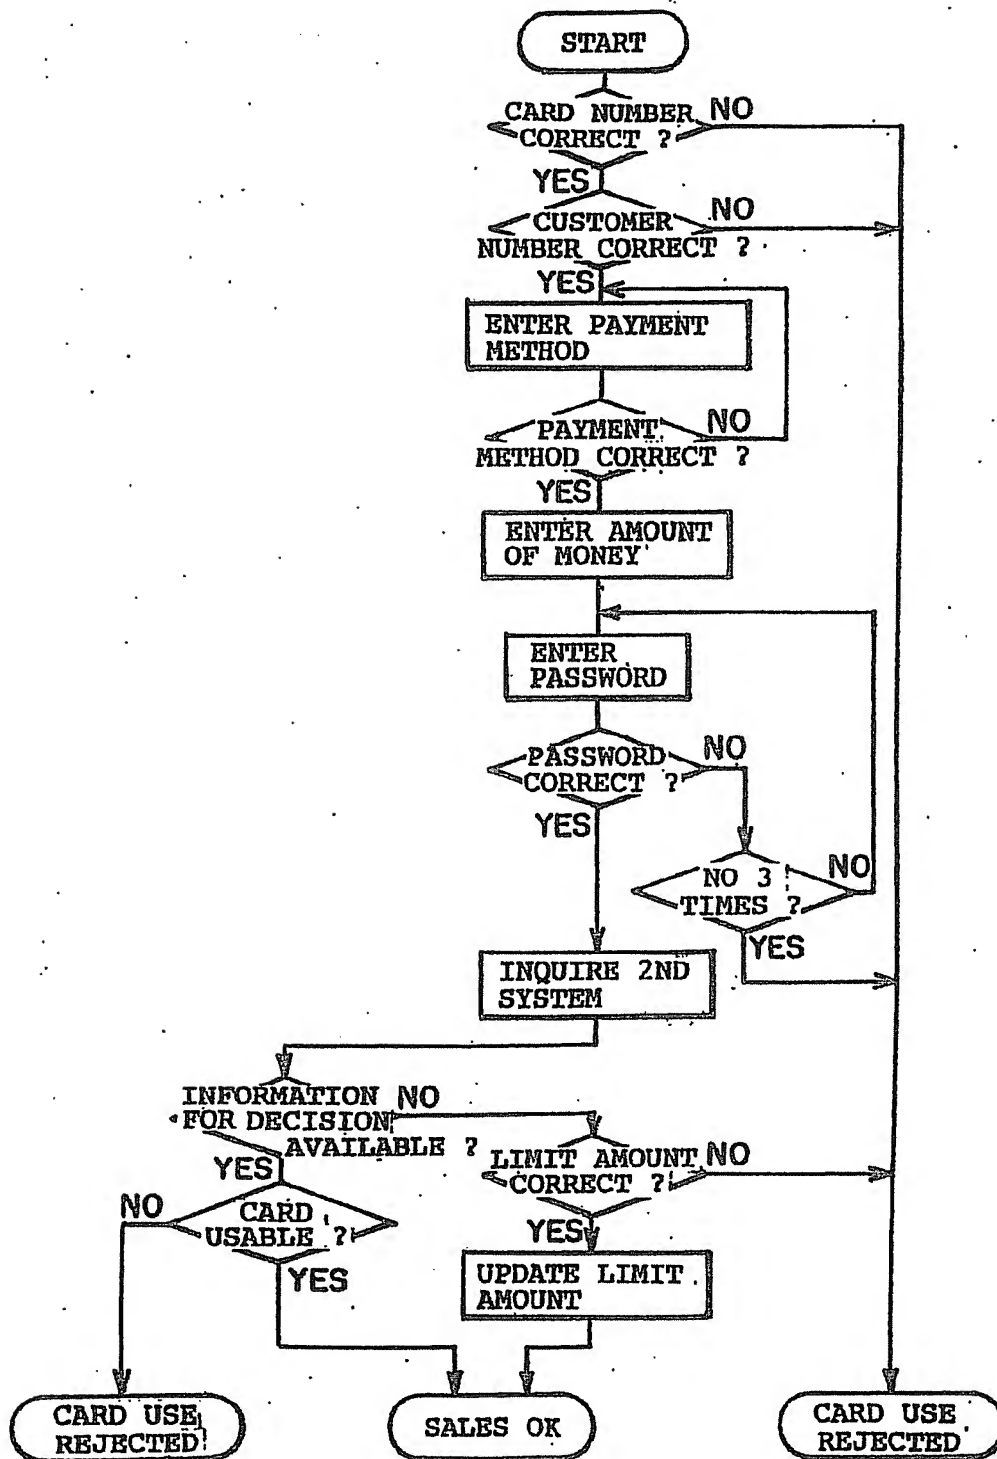 START
CARD NUMBER NO
CORRECT ?
YES
CUSTOMER NO
NUMBER CORRECT ?
YES
ENTER PAYMENT
METHOD
PAYMENT NO
METHOD CORRECT ?
YES
ENTER AMOUNT
OF MONEY
ENTER
PASSWORD
PASSWORD NO
CORRECT ?
YES
NO 3 NO
TIMES ?
YES
INQUIRE 2ND
SYSTEM
INFORMATION NO
FOR DECISION
AVAILABLE ?
YES
LIMIT AMOUNT NO
CORRECT ?
YES
NO CARD
USABLE ?
YES
UPDATE LIMIT
AMOUNT
CARD USE
REJECTED
SALES OK
CARD USE
REJECTED